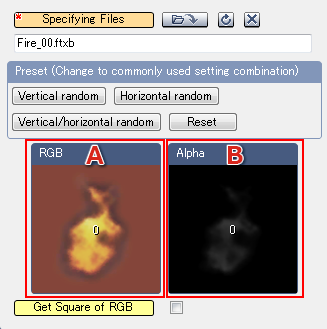 Specifying Files
Fire_00.ftxb
Preset (Change to commonly used setting combination)
Vertical random
Horizontal random
Vertical/horizontal random
Reset
RGB
A
Alpha
B
0
0
Get Square of RGB